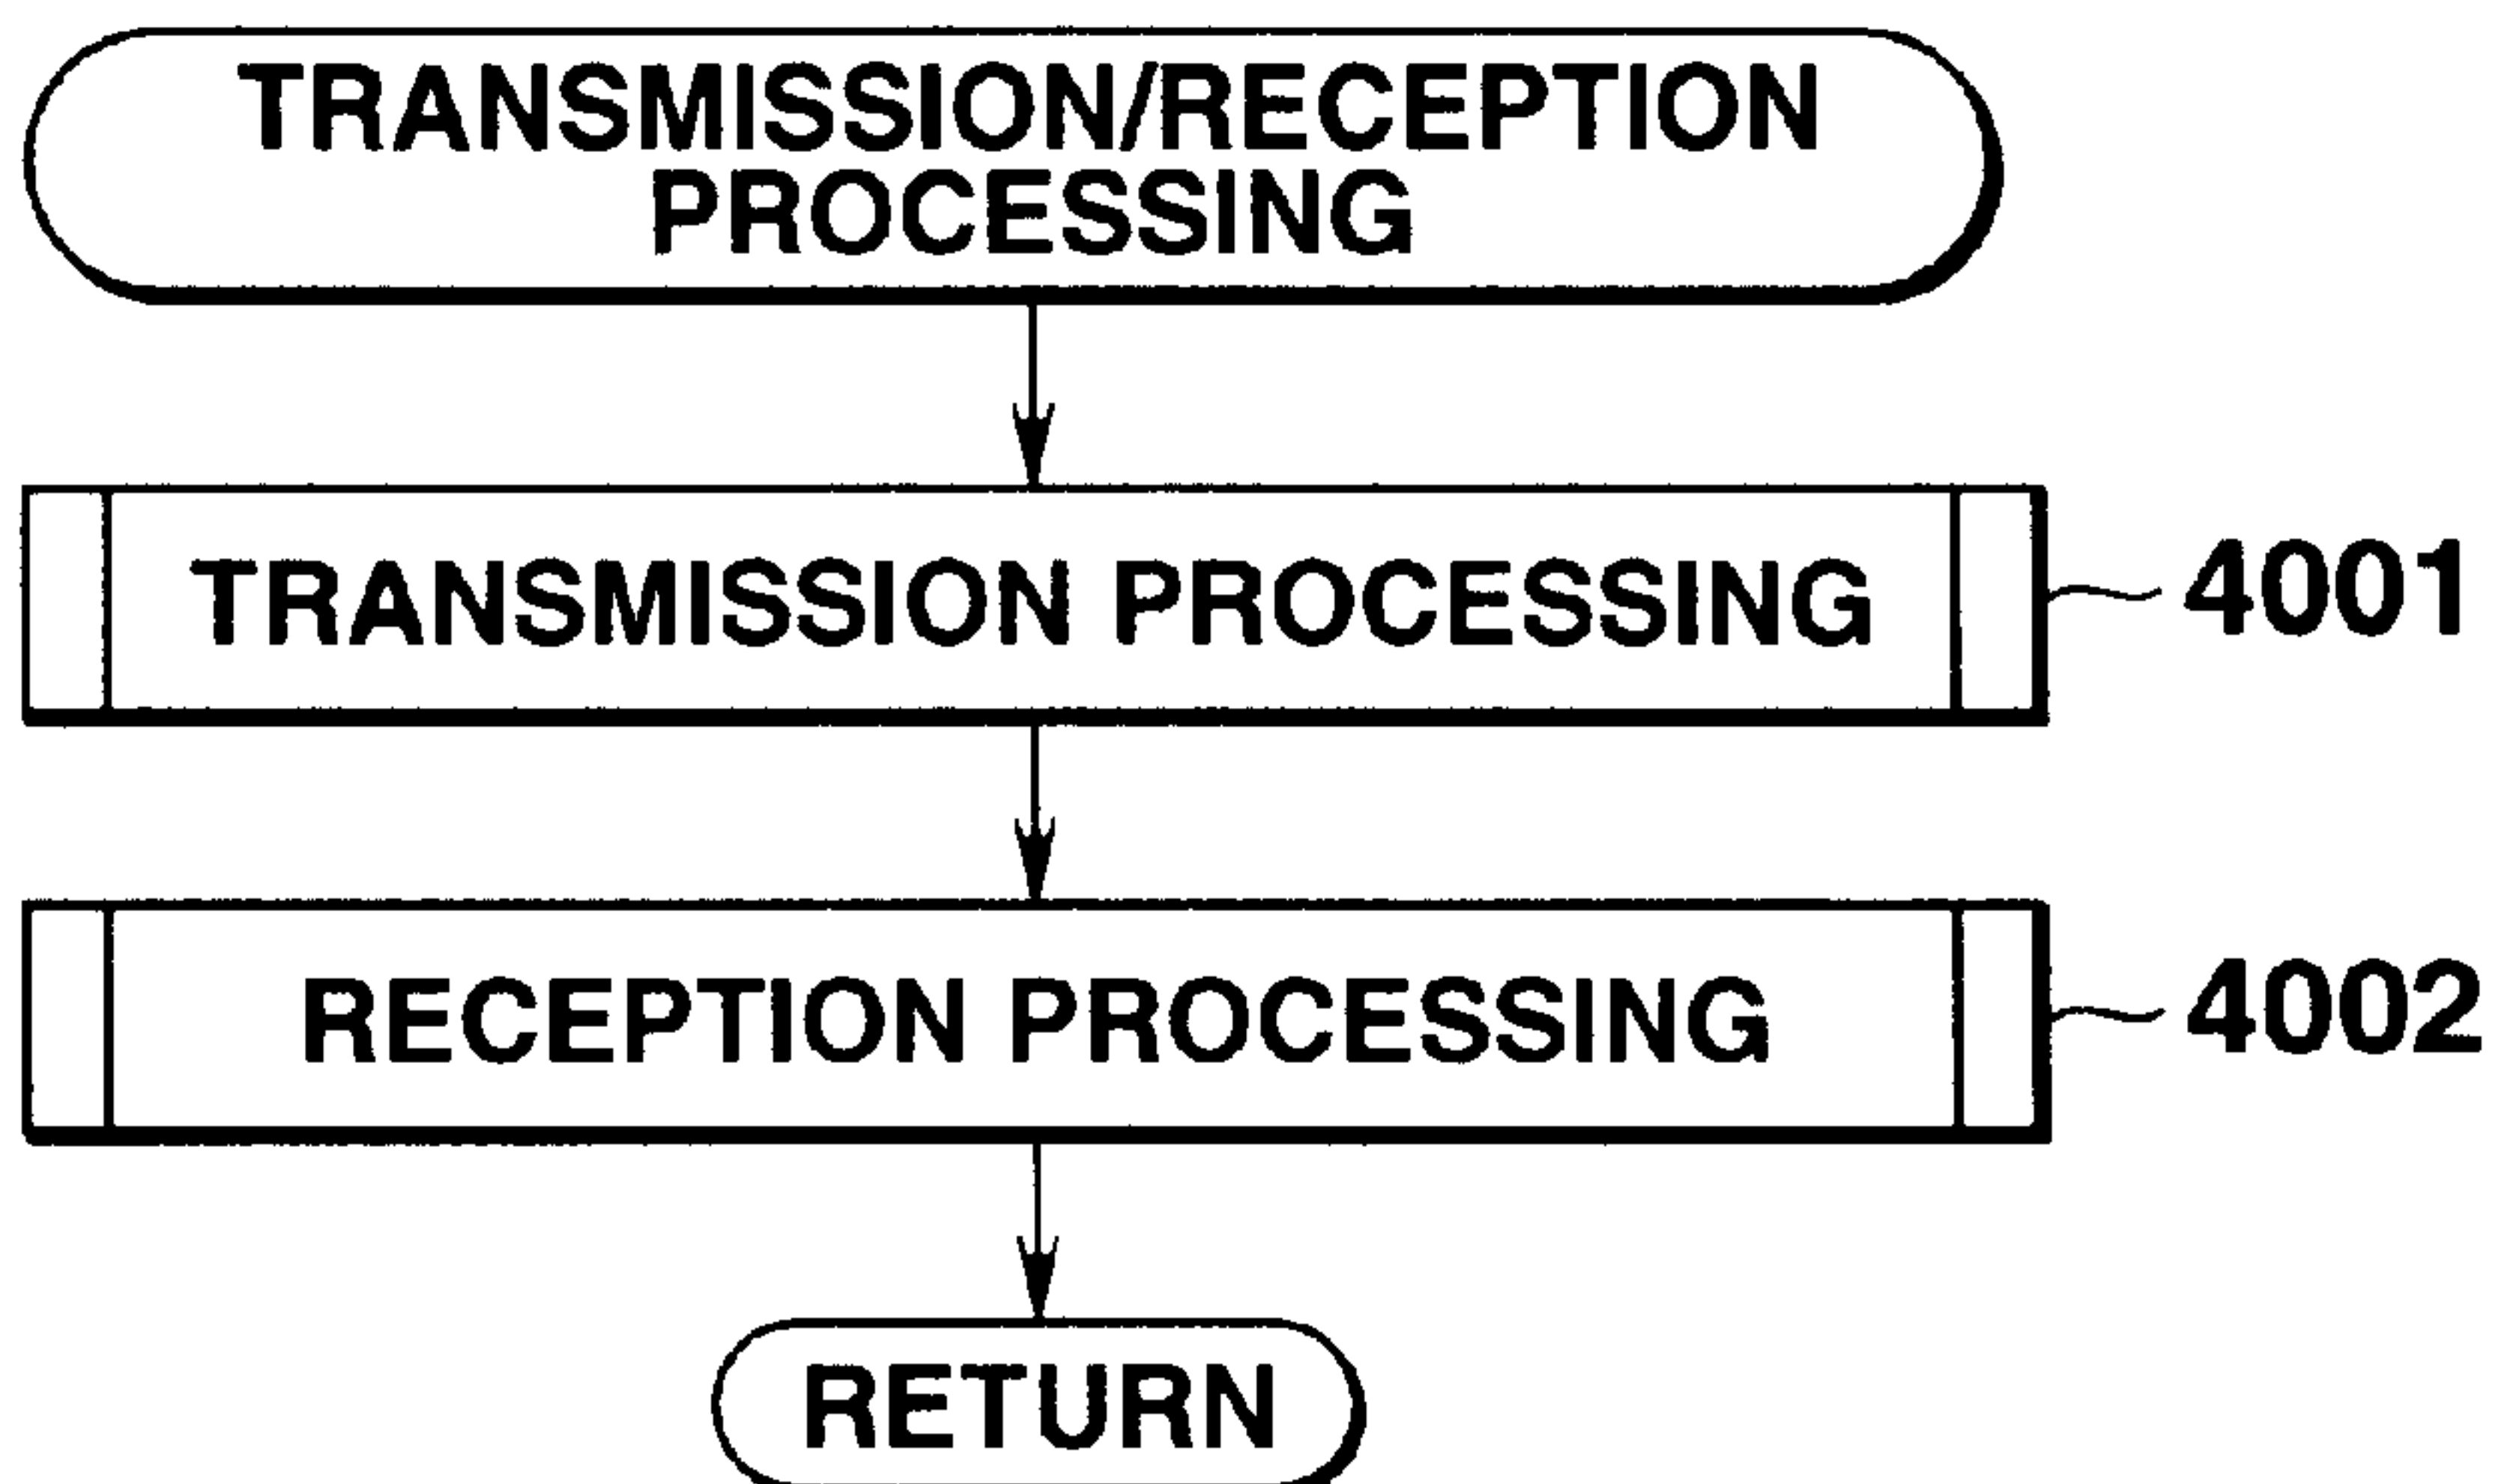 TRANSMISSION/RECEPTION
PROCESSING
TRANSMISSION PROCESSING
4001
RECEPTION PROCESSING
4002
RETURN